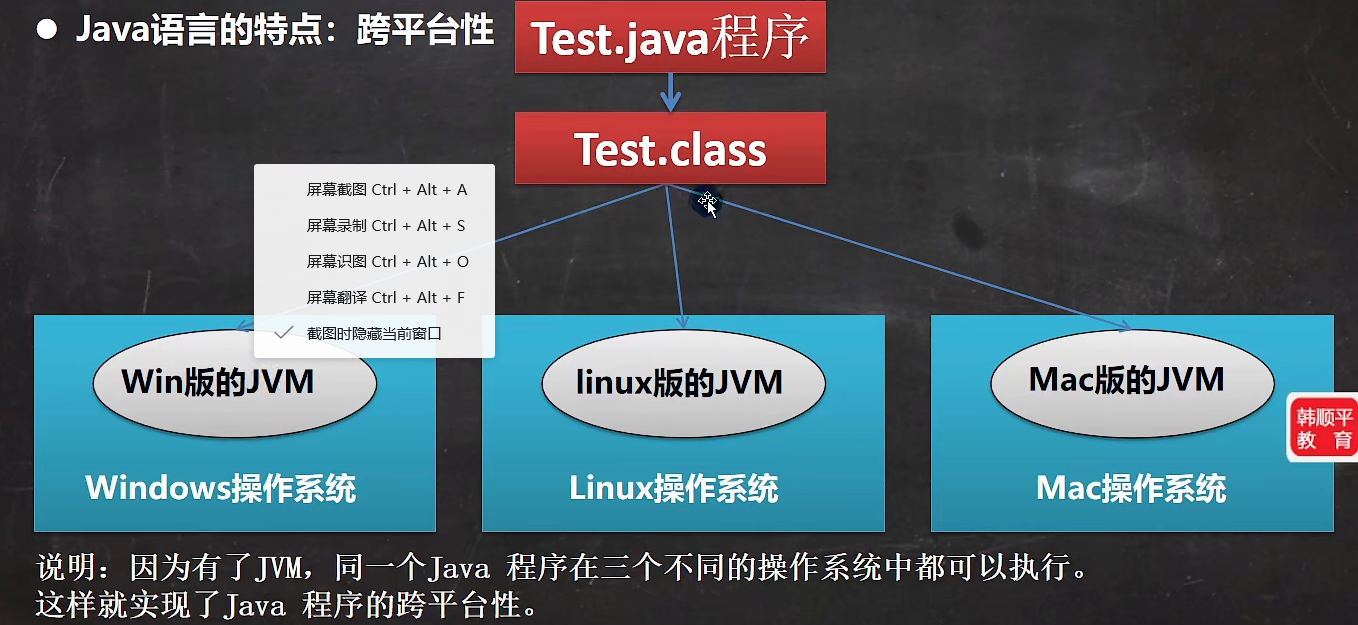 ● Java语言的特点：跨平台性
Test.java程序
Test.class
屏幕截图 Ctrl + Alt + A
屏幕录制 Ctrl + Alt + S
屏幕识图 Ctrl + Alt + O
屏幕翻译 Ctrl + Alt + F
截图时隐藏当前窗口
Win版的JVM
linux版的JVM
Mac版的JVM
韩顺平
教 育
Windows操作系统
Linux操作系统
Mac操作系统
说明：因为有了JVM，同一个Java 程序在三个不同的操作系统中都可以执行。
这样就实现了Java 程序的跨平台性。